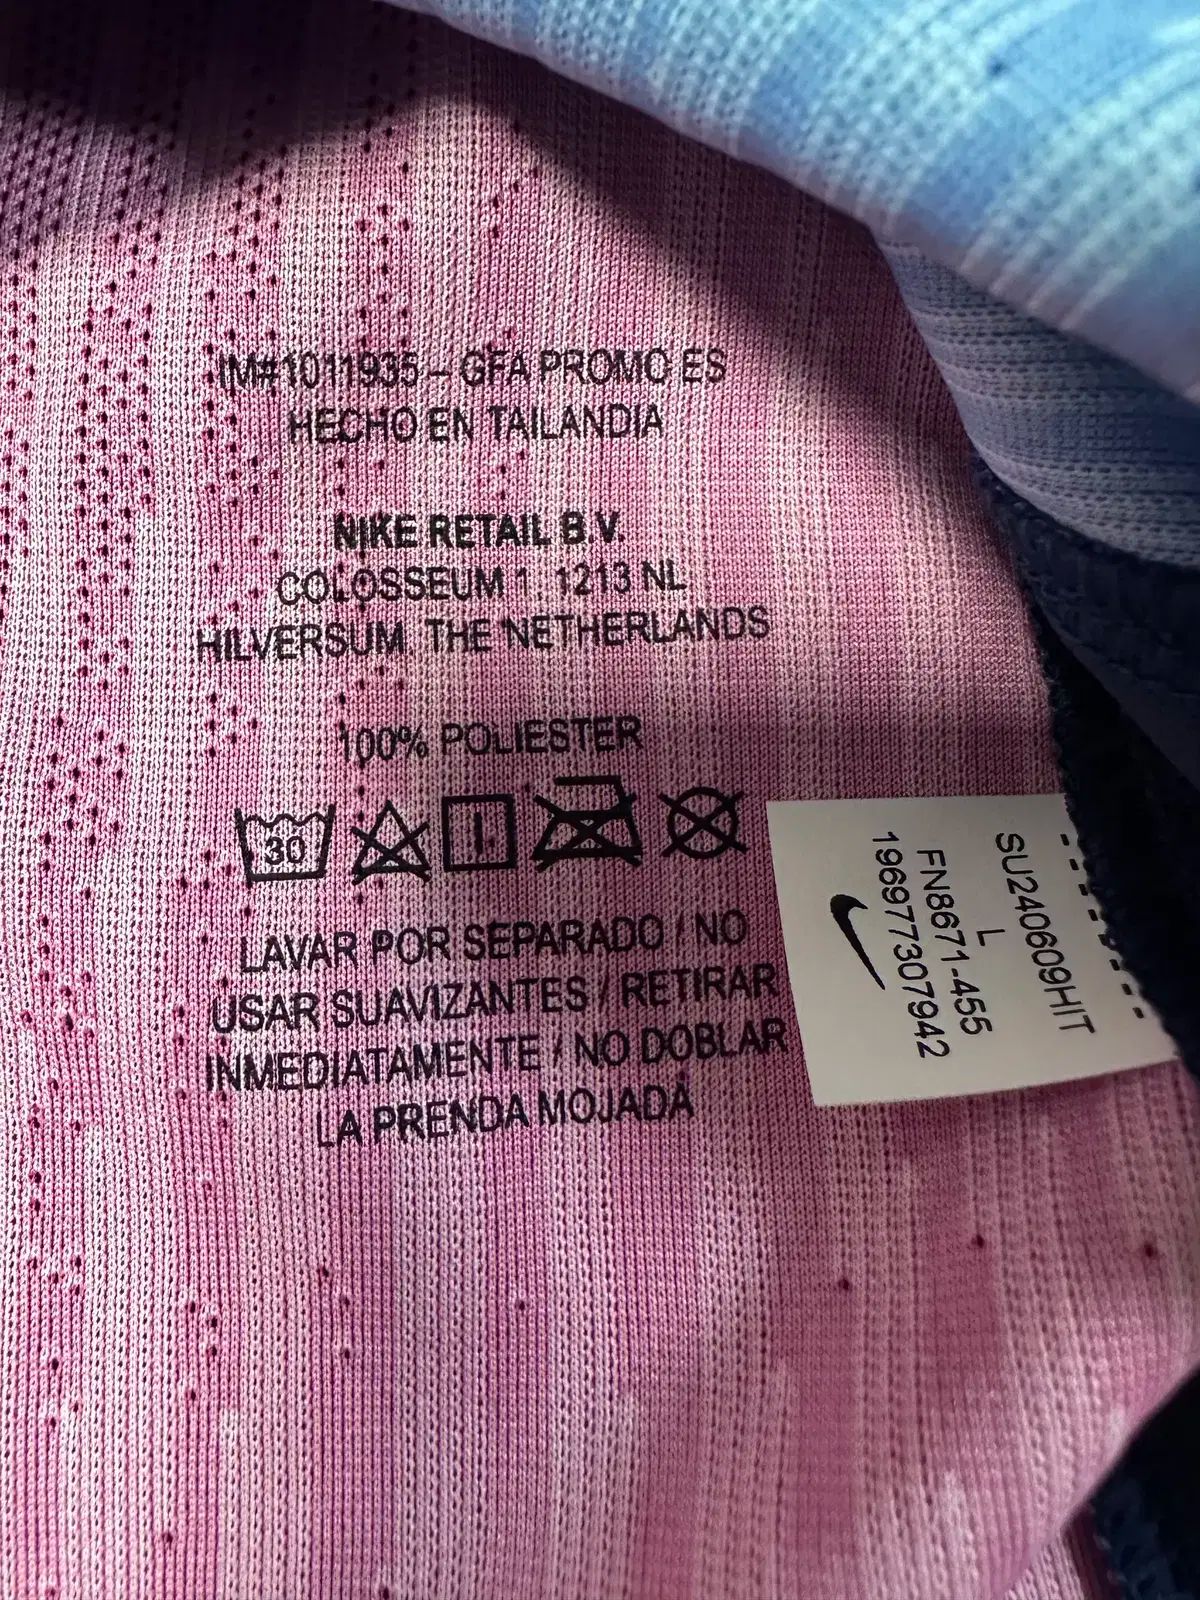 IM#1011935 – GFA PROMO ES
HECHO EN TAILANDIA
NIKE RETAIL B.V.
COLOSSEUM 1, 1213 NL
HILVERSUM, THE NETHERLANDS
100% POLIESTER
30
LAVAR POR SEPARADO / NO
USAR SUAVIZANTES / RETIRAR
INMEDIATAMENTE / NO DOBLAR
LA PRENDA MOJADA
SU240609HIT
L
FN8671-455
196977307942